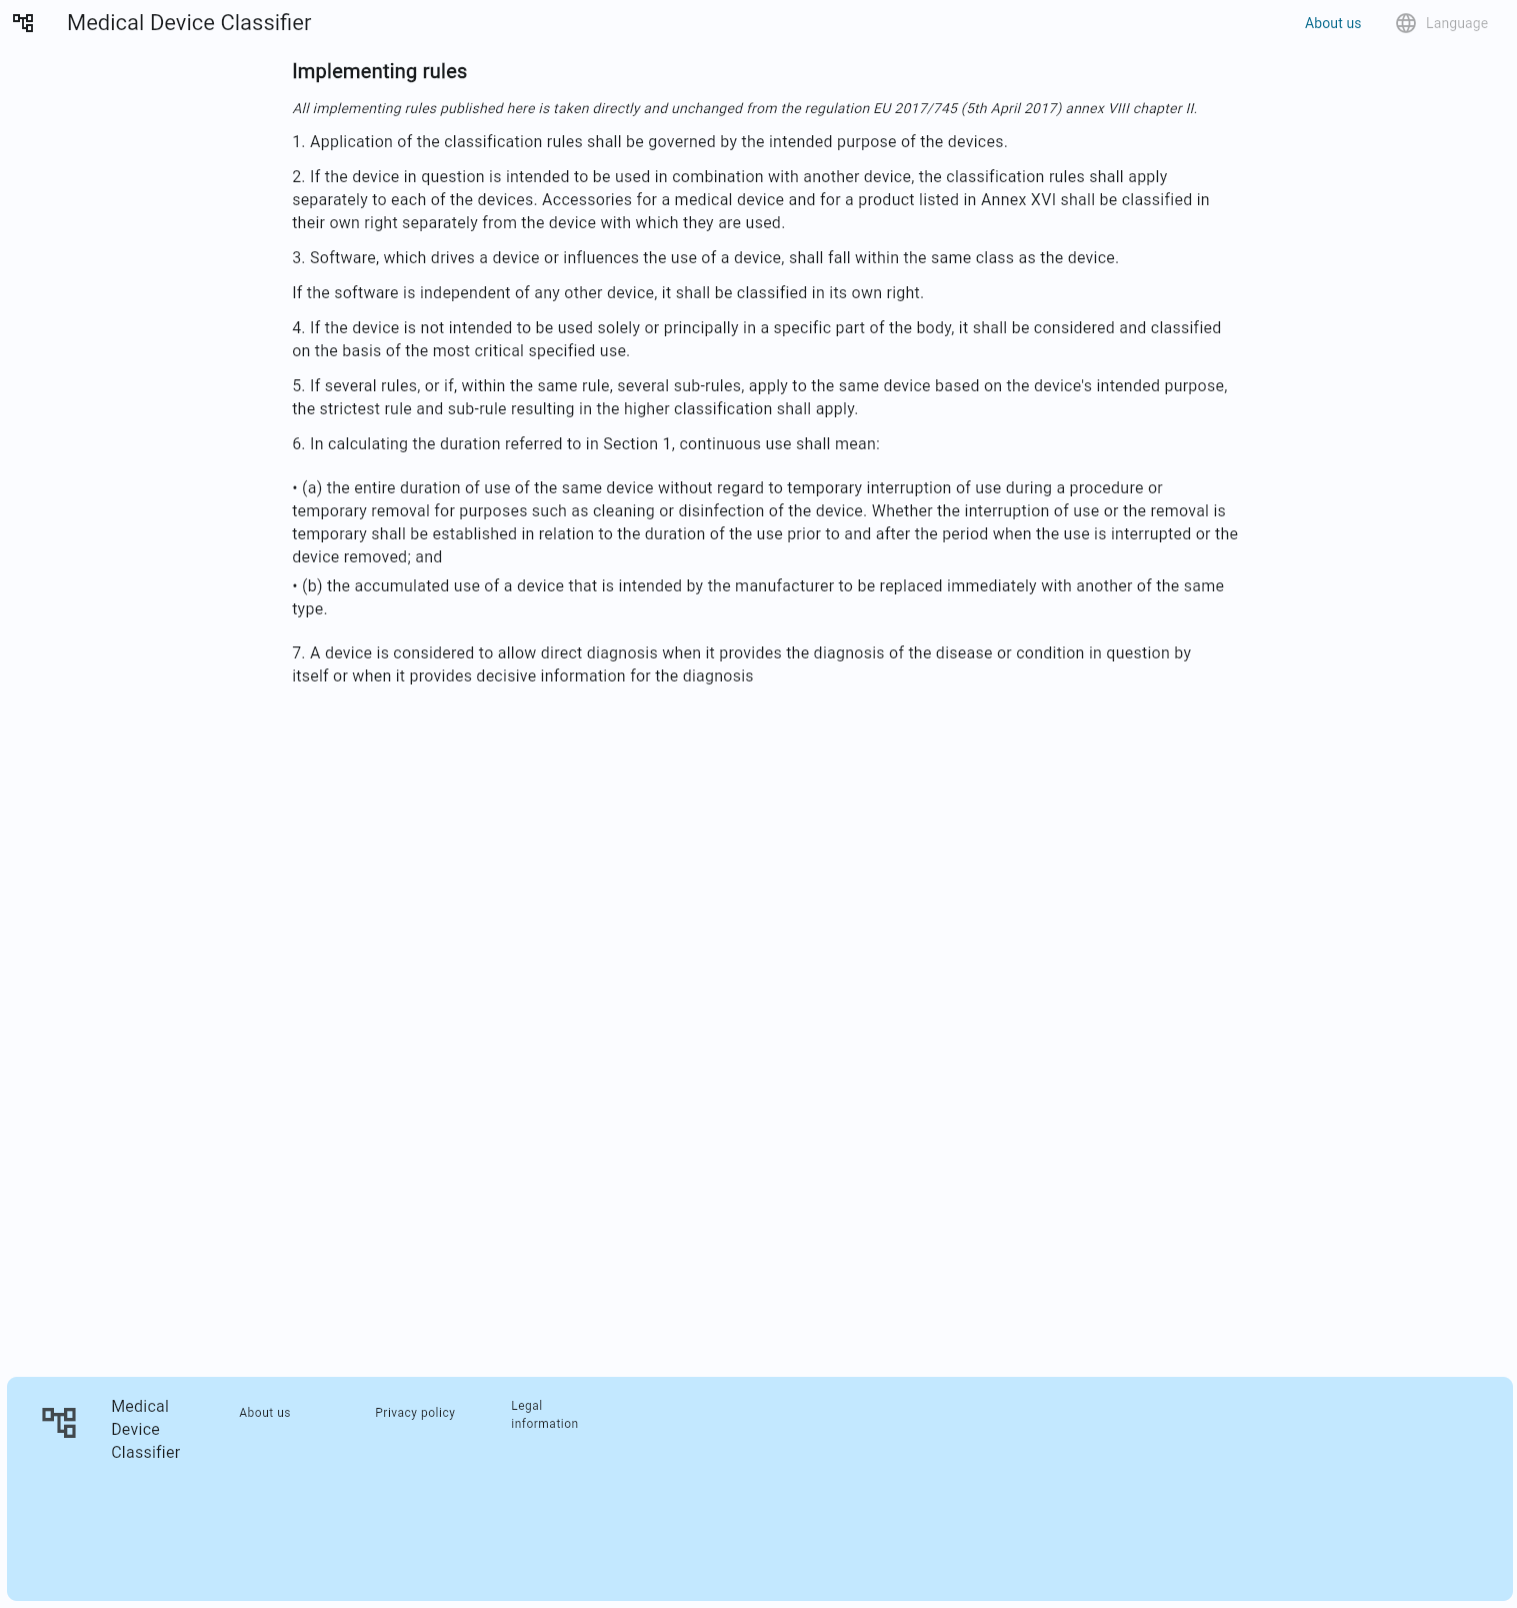 Medical Device Classifier
About us
Language
Implementing rules
All implementing rules published here is taken directly and unchanged from the regulation EU 2017/745 (5th April 2017) annex VIII chapter II.
1. Application of the classification rules shall be governed by the intended purpose of the devices.
2. If the device in question is intended to be used in combination with another device, the classification rules shall apply
separately to each of the devices. Accessories for a medical device and for a product listed in Annex XVI shall be classified in
their own right separately from the device with which they are used.
3. Software, which drives a device or influences the use of a device, shall fall within the same class as the device.
If the software is independent of any other device, it shall be classified in its own right.
4. If the device is not intended to be used solely or principally in a specific part of the body, it shall be considered and classified
on the basis of the most critical specified use.
5. If several rules, or if, within the same rule, several sub-rules, apply to the same device based on the device's intended purpose,
the strictest rule and sub-rule resulting in the higher classification shall apply.
6. In calculating the duration referred to in Section 1, continuous use shall mean:
• (a) the entire duration of use of the same device without regard to temporary interruption of use during a procedure or
temporary removal for purposes such as cleaning or disinfection of the device. Whether the interruption of use or the removal is
temporary shall be established in relation to the duration of the use prior to and after the period when the use is interrupted or the
device removed; and
• (b) the accumulated use of a device that is intended by the manufacturer to be replaced immediately with another of the same
type.
7. A device is considered to allow direct diagnosis when it provides the diagnosis of the disease or condition in question by
itself or when it provides decisive information for the diagnosis
Medical
Device
Classifier
About us
Privacy policy
Legal
information